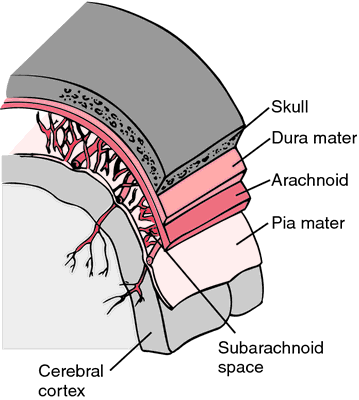 Skull
Dura mater
Arachnoid
Pia mater
Subarachnoid
space
Cerebral
cortex